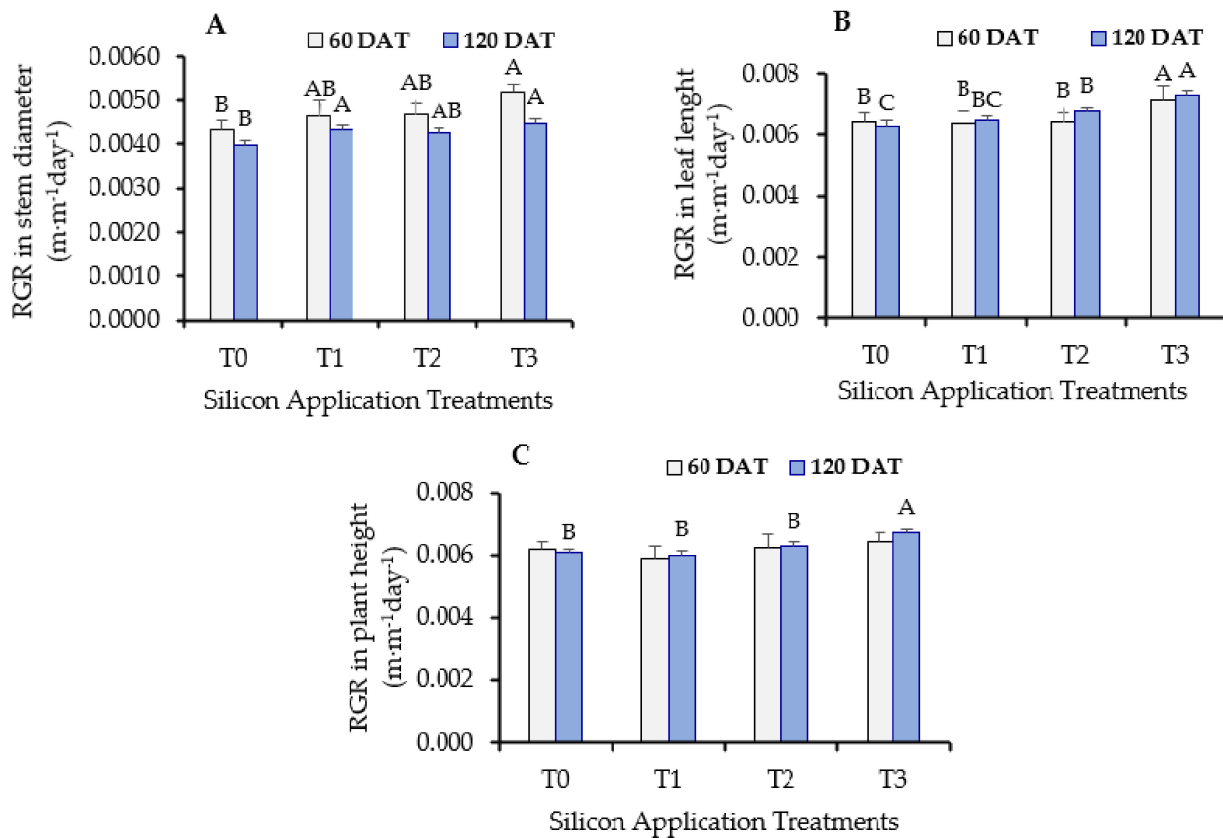 A
60 DAT 120 DAT
RGR in stem diameter
(m·m⁻¹day⁻¹)
0.0060
0.0050
0.0040
0.0030
0.0020
0.0010
0.0000
B B AB A AB AB A A
T0 T1 T2 T3
Silicon Application Treatments
B
60 DAT 120 DAT
RGR in leaf lenght
(m·m⁻¹day⁻¹)
0.008
0.006
0.004
0.002
0.000
B C B BC B B A A
T0 T1 T2 T3
Silicon Application Treatments
C
60 DAT 120 DAT
RGR in plant height
(m·m⁻¹day⁻¹)
0.008
0.006
0.004
0.002
0.000
B B B A
T0 T1 T2 T3
Silicon Application Treatments